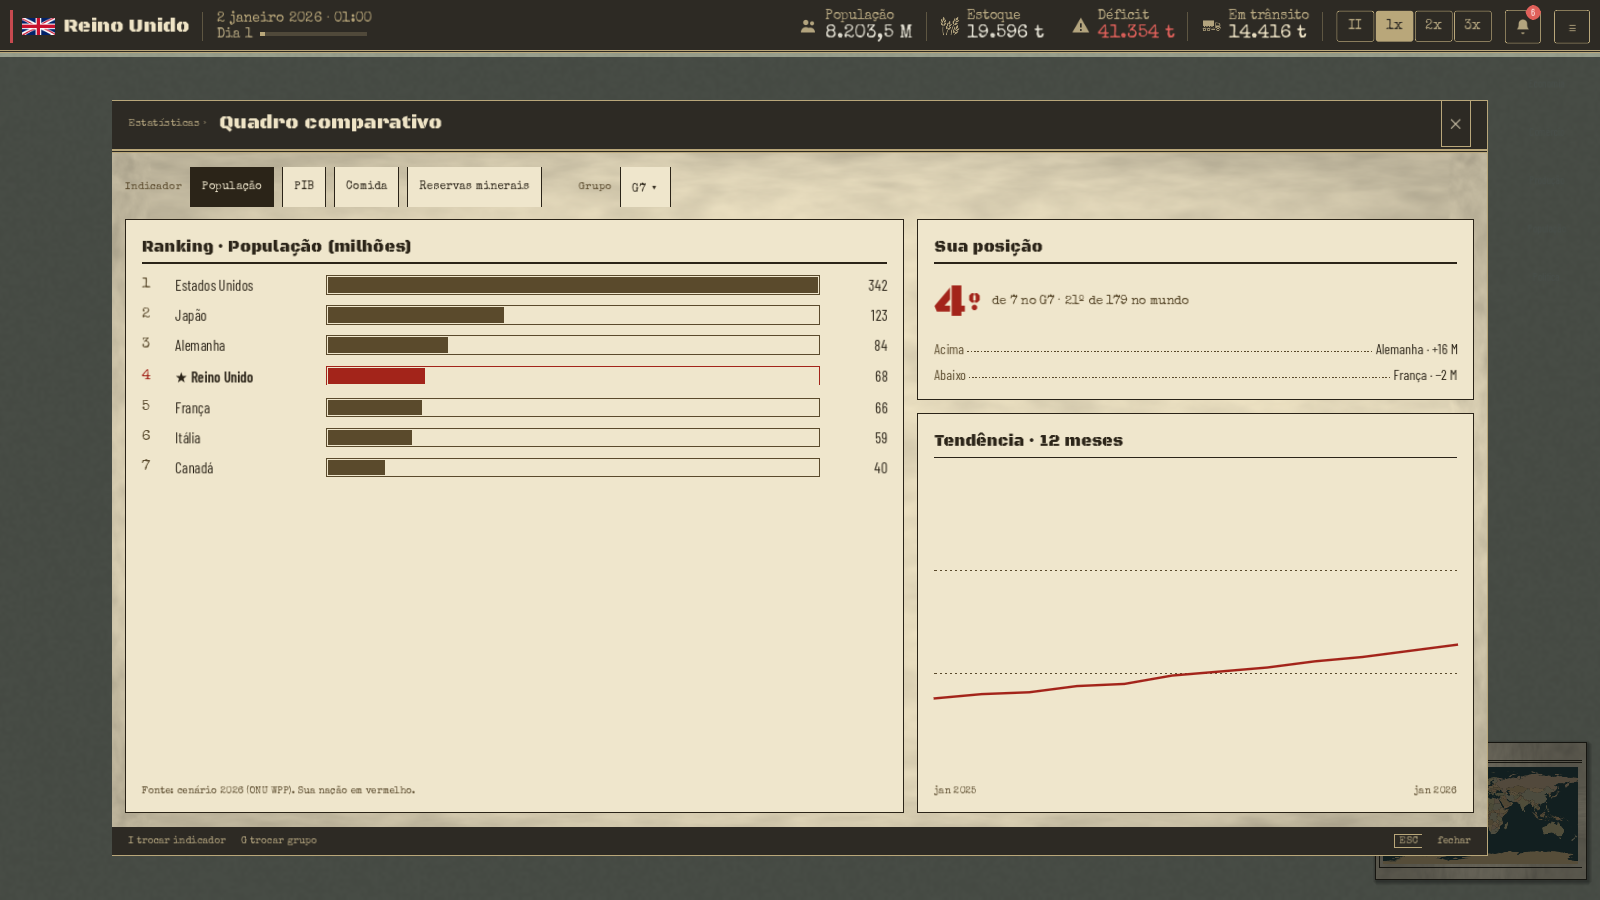 Reino Unido
2 janeiro 2026 · 01:00
Dia 1
População
8.203,5 M
Estoque
19.596 t
Déficit
41.354 t
Em trânsito
14.416 t
II
1x
2x
3x
6
Estatísticas ·
Quadro comparativo
Indicador
População
PIB
Comida
Reservas minerais
Grupo
G7
Ranking · População (milhões)
1 Estados Unidos 342
2 Japão 123
3 Alemanha 84
4 ★ Reino Unido 68
5 França 66
6 Itália 59
7 Canadá 40
Fonte: cenário 2026 (ONU WPP). Sua nação em vermelho.
Sua posição
4º de 7 no G7 · 21º de 179 no mundo
Acima Alemanha · +16 M
Abaixo França · −2 M
Tendência · 12 meses
jan 2025
jan 2026
I trocar indicador
G trocar grupo
ESC fechar